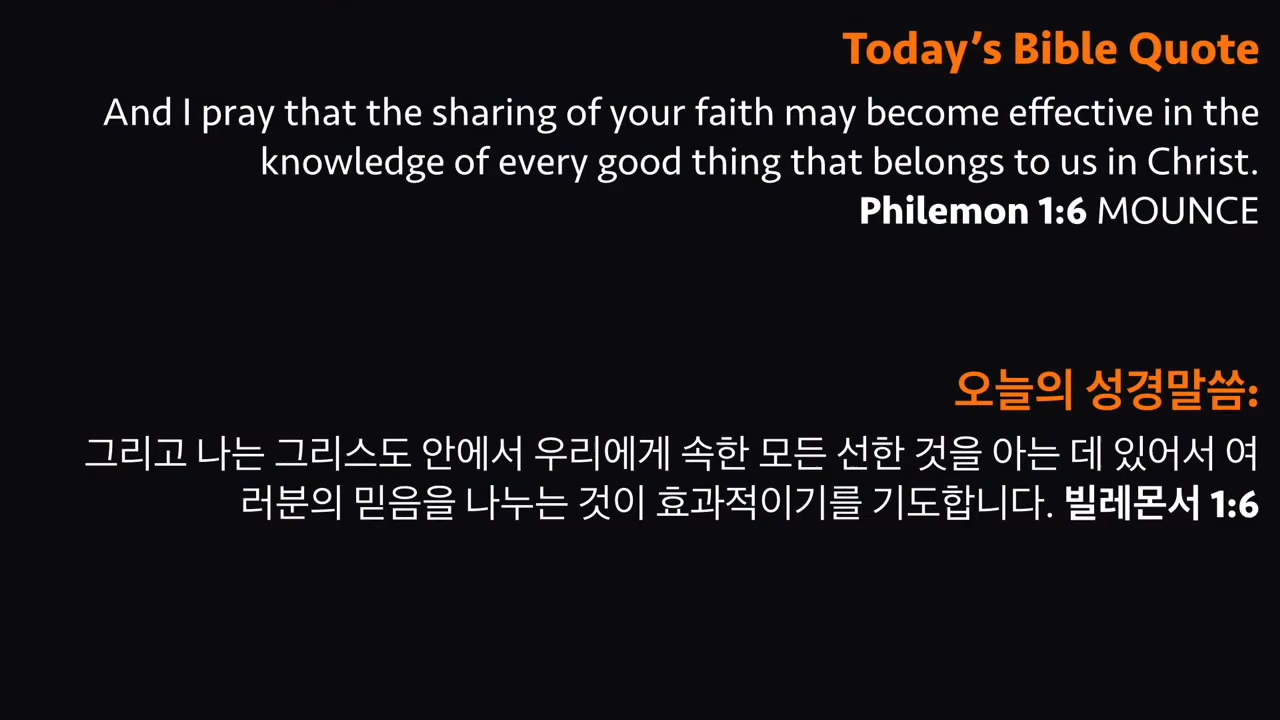 Today’s Bible Quote
And I pray that the sharing of your faith may become effective in the
knowledge of every good thing that belongs to us in Christ.
Philemon 1:6 MOUNCE
오늘의 성경말씀:
그리고 나는 그리스도 안에서 우리에게 속한 모든 선한 것을 아는 데 있어서 여
러분의 믿음을 나누는 것이 효과적이기를 기도합니다. 빌레몬서 1:6